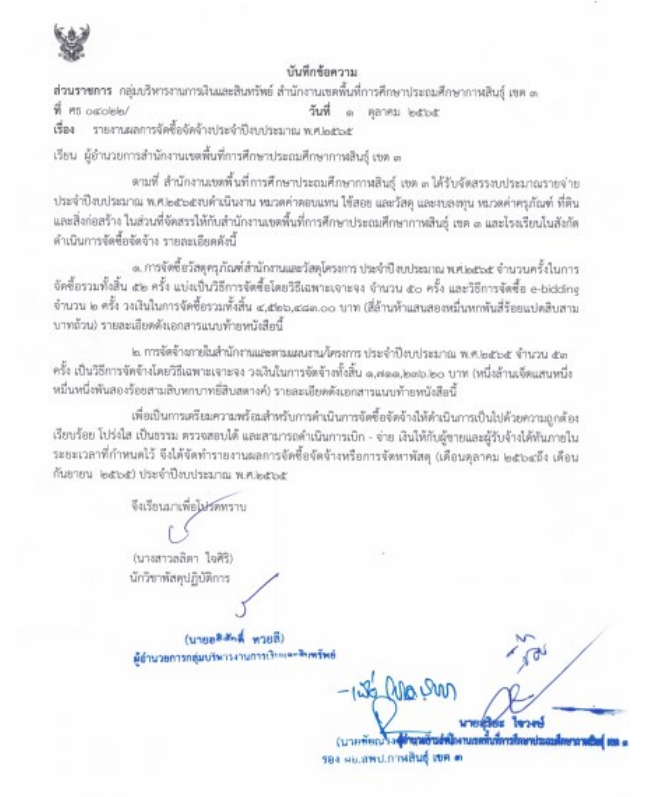 บันทึกข้อความ
ส่วนราชการ กลุ่มบริหารงานการเงินและสินทรัพย์ สำนักงานเขตพื้นที่การศึกษาประถมศึกษากาฬสินธุ์ เขต ๓
ที่ ศธ ๐๔๐๒๒/ วันที่ ๑ ตุลาคม ๒๕๖๕
เรื่อง รายงานผลการจัดซื้อจัดจ้างประจำปีงบประมาณ พ.ศ.๒๕๖๕
เรียน ผู้อำนวยการสำนักงานเขตพื้นที่การศึกษาประถมศึกษากาฬสินธุ์ เขต ๓
ตามที่ สำนักงานเขตพื้นที่การศึกษาประถมศึกษากาฬสินธุ์ เขต ๓ ได้รับจัดสรรงบประมาณรายจ่าย
ประจำปีงบประมาณ พ.ศ.๒๕๖๕งบดำเนินงาน หมวดค่าตอบแทน ใช้สอย และวัสดุ และงบลงทุน หมวดค่าครุภัณฑ์ ที่ดิน
และสิ่งก่อสร้าง ในส่วนที่จัดสรรให้กับสำนักงานเขตพื้นที่การศึกษาประถมศึกษากาฬสินธุ์ เขต ๓ และโรงเรียนในสังกัด
ดำเนินการจัดซื้อจัดจ้าง รายละเอียดดังนี้
๑. การจัดซื้อวัสดุครุภัณฑ์สำนักงานและวัสดุโครงการ ประจำปีงบประมาณ พ.ศ.๒๕๖๕ จำนวนครั้งในการ
จัดซื้อรวมทั้งสิ้น ๕๒ ครั้ง แบ่งเป็นวิธีการจัดซื้อโดยวิธีเฉพาะเจาะจง จำนวน ๕๐ ครั้ง และวิธีการจัดซื้อ e-bidding
จำนวน ๒ ครั้ง วงเงินในการจัดซื้อรวมทั้งสิ้น ๔,๕๒๖,๔๘๓.๐๐ บาท (สี่ล้านห้าแสนสองหมื่นหกพันสี่ร้อยแปดสิบสาม
บาทถ้วน) รายละเอียดดังเอกสารแนบท้ายหนังสือนี้
๒. การจัดจ้างภายในสำนักงานและตามแผนงาน/โครงการ ประจำปีงบประมาณ พ.ศ.๒๕๖๕ จำนวน ๕๓
ครั้ง เป็นวิธีการจัดจ้างโดยวิธีเฉพาะเจาะจง วงเงินในการจัดจ้างทั้งสิ้น ๑,๗๑๑,๒๓๖.๒๐ บาท (หนึ่งล้านเจ็ดแสนหนึ่ง
หมื่นหนึ่งพันสองร้อยสามสิบหกบาทยี่สิบสตางค์) รายละเอียดดังเอกสารแนบท้ายหนังสือนี้
เพื่อเป็นการเตรียมความพร้อมสำหรับการดำเนินการจัดซื้อจัดจ้างให้ดำเนินการเป็นไปด้วยความถูกต้อง
เรียบร้อย โปร่งใส เป็นธรรม ตรวจสอบได้ และสามารถดำเนินการเบิก - จ่าย เงินให้กับผู้ขายและผู้รับจ้างได้ทันภายใน
ระยะเวลาที่กำหนดไว้ จึงได้จัดทำรายงานผลการจัดซื้อจัดจ้างหรือการจัดหาพัสดุ (เดือนตุลาคม ๒๕๖๔ถึง เดือน
กันยายน ๒๕๖๕) ประจำปีงบประมาณ พ.ศ.๒๕๖๕
จึงเรียนมาเพื่อโปรดทราบ
(นางสาวลลิตา ใจศิริ)
นักวิชาพัสดุปฏิบัติการ
ผู้อำนวยการกลุ่มบริหารงานการเงินและสินทรัพย์
นายสุริยะ ใจวงษ์
ผู้อำนวยการสำนักงานเขตพื้นที่การศึกษาประถมศึกษากาฬสินธุ์ เขต ๓
รอง ผอ.สพป.กาฬสินธุ์ เขต ๓